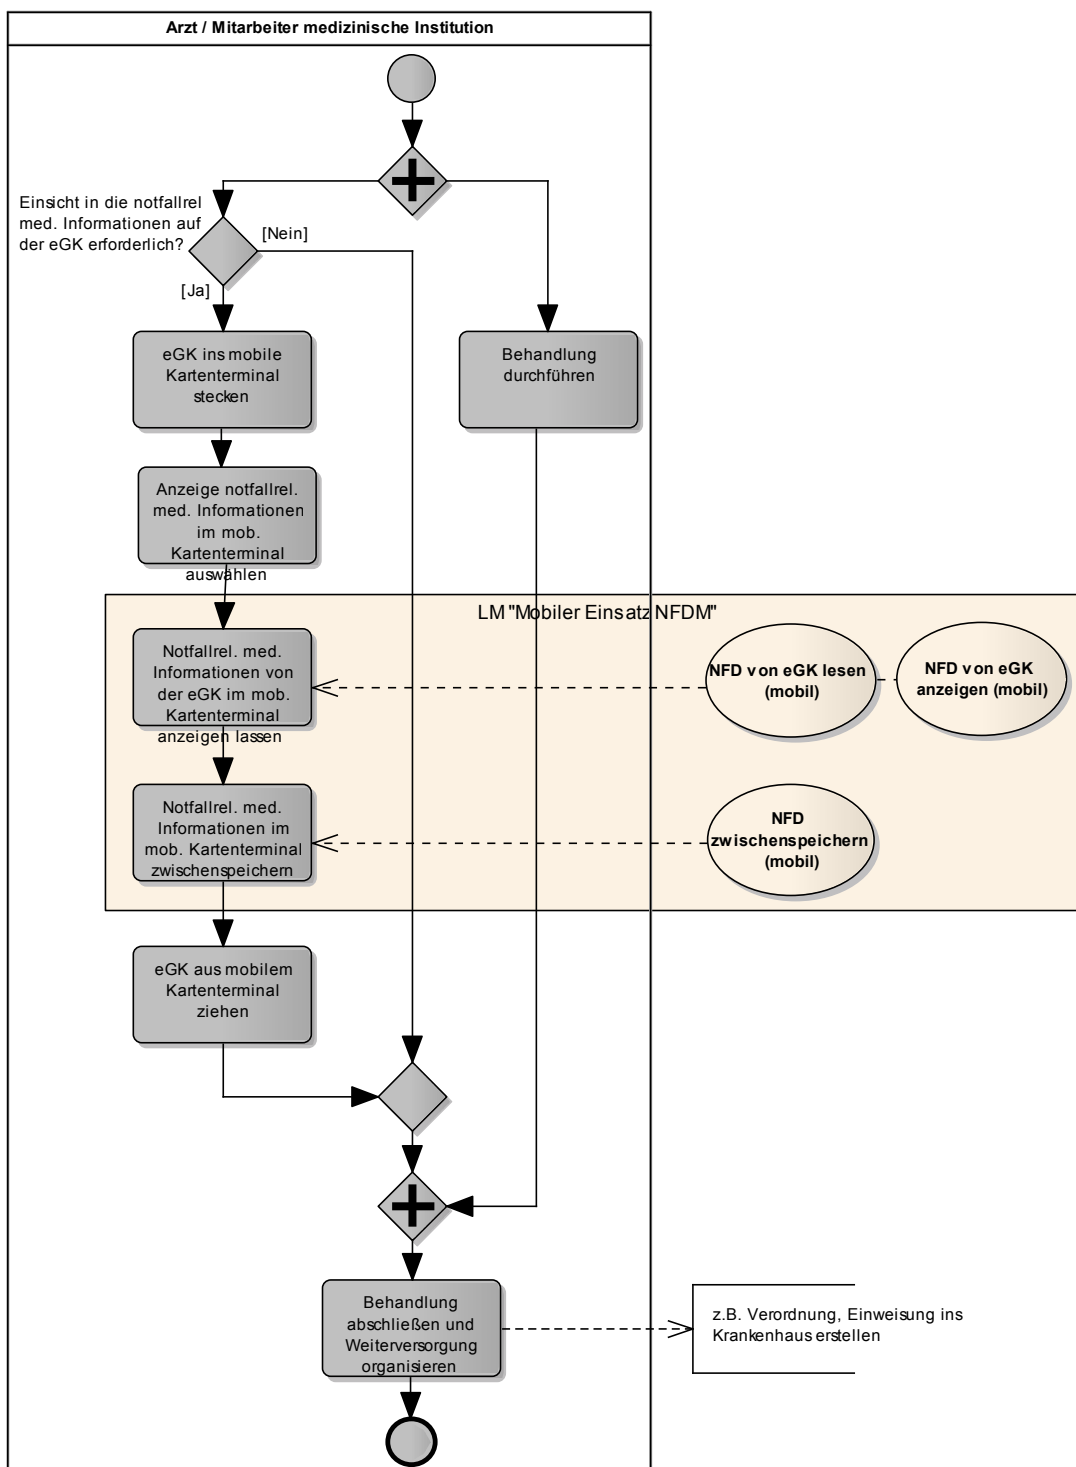 Arzt / Mitarbeiter medizinische Institution
Einsicht in die notfallrel
med. Informationen auf
der eGK erforderlich?
[Nein]
[Ja]
eGK ins mobile
Kartenterminal
stecken
Behandlung
durchführen
Anzeige notfallrel.
med. Informationen
im mob.
Kartenterminal
auswählen
LM "Mobiler Einsatz NFDM"
Notfallrel. med.
Informationen von
der eGK im mob.
Kartenterminal
anzeigen lassen
NFD von eGK lesen
(mobil)
NFD von eGK
anzeigen (mobil)
Notfallrel. med.
Informationen im
mob. Kartenterminal
zwischenspeichern
NFD
zwischenspeichern
(mobil)
eGK aus mobilem
Kartenterminal
ziehen
Behandlung
abschließen und
Weiterversorgung
organisieren
z.B. Verordnung, Einweisung ins
Krankenhaus erstellen